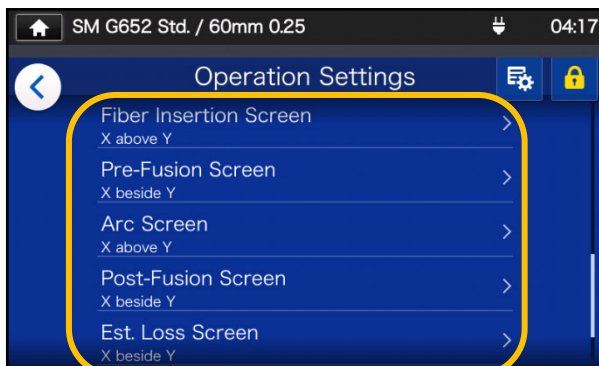 SM G652 Std. / 60mm 0.25 04:17
Operation Settings
Fiber Insertion Screen
X above Y
Pre-Fusion Screen
X beside Y
Arc Screen
X above Y
Post-Fusion Screen
X beside Y
Est. Loss Screen
X beside Y